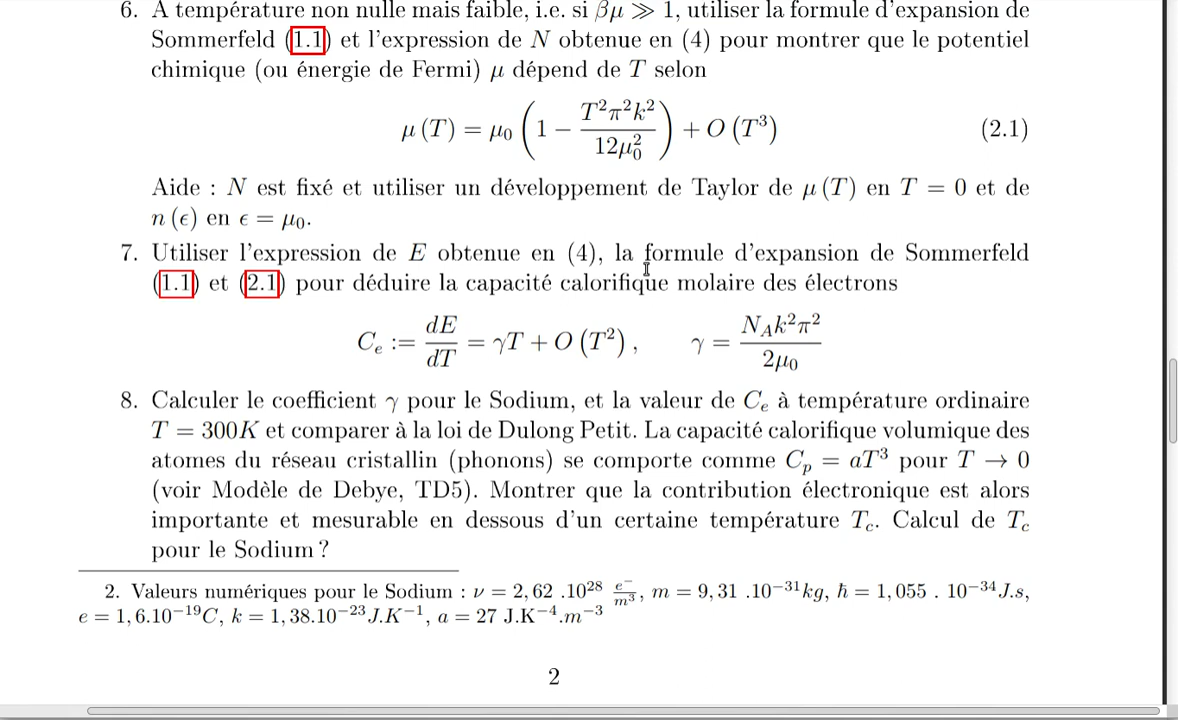 6. A température non nulle mais faible, i.e. si βμ ≫ 1, utiliser la formule d'expansion de
Sommerfeld (1.1) et l'expression de N obtenue en (4) pour montrer que le potentiel
chimique (ou énergie de Fermi) μ dépend de T selon
μ (T) = μ₀ (1 − T²π²k² / 12μ₀²) + O (T³) (2.1)
Aide : N est fixé et utiliser un développement de Taylor de μ (T) en T = 0 et de
n (ϵ) en ϵ = μ₀.
7. Utiliser l'expression de E obtenue en (4), la formule d'expansion de Sommerfeld
(1.1) et (2.1) pour déduire la capacité calorifique molaire des électrons
Cₑ := dE/dT = γT + O (T²) , γ = N_A k²π² / 2μ₀
8. Calculer le coefficient γ pour le Sodium, et la valeur de Cₑ à température ordinaire
T = 300K et comparer à la loi de Dulong Petit. La capacité calorifique volumique des
atomes du réseau cristallin (phonons) se comporte comme Cₚ = aT³ pour T → 0
(voir Modèle de Debye, TD5). Montrer que la contribution électronique est alors
importante et mesurable en dessous d'un certaine température T_c. Calcul de T_c
pour le Sodium ?
2. Valeurs numériques pour le Sodium : ν = 2, 62 .10²⁸ e⁻/m³, m = 9, 31 .10⁻³¹kg, ℏ = 1, 055 . 10⁻³⁴J.s,
e = 1, 6.10⁻¹⁹C, k = 1, 38.10⁻²³J.K⁻¹, a = 27 J.K⁻⁴.m⁻³
2